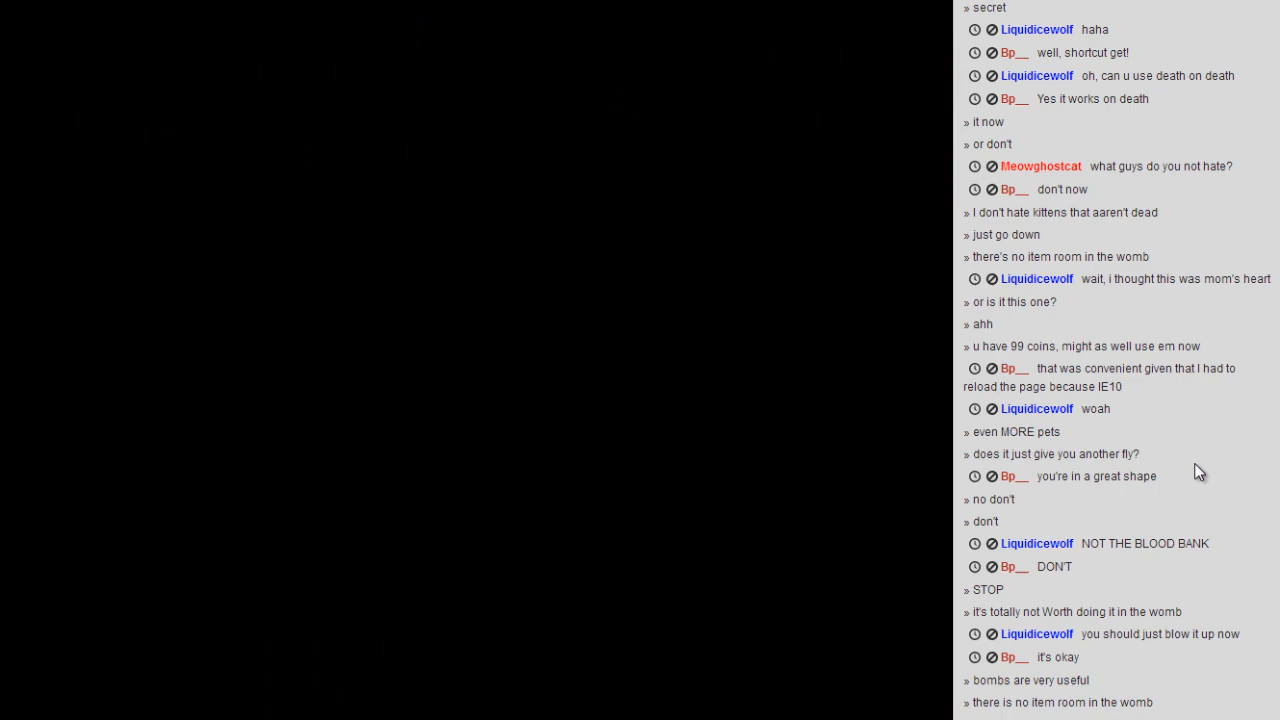 » secret
Liquidicewolf haha
Bp__ well, shortcut get!
Liquidicewolf oh, can u use death on death
Bp__ Yes it works on death
» it now
» or don't
Meowghostcat what guys do you not hate?
Bp__ don't now
» I don't hate kittens that aaren't dead
» just go down
» there's no item room in the womb
Liquidicewolf wait, i thought this was mom's heart
» or is it this one?
» ahh
» u have 99 coins, might as well use em now
Bp__ that was convenient given that I had to
reload the page because IE10
Liquidicewolf woah
» even MORE pets
» does it just give you another fly?
Bp__ you're in a great shape
» no don't
» don't
Liquidicewolf NOT THE BLOOD BANK
Bp__ DON'T
» STOP
» it's totally not Worth doing it in the womb
Liquidicewolf you should just blow it up now
Bp__ it's okay
» bombs are very useful
» there is no item room in the womb